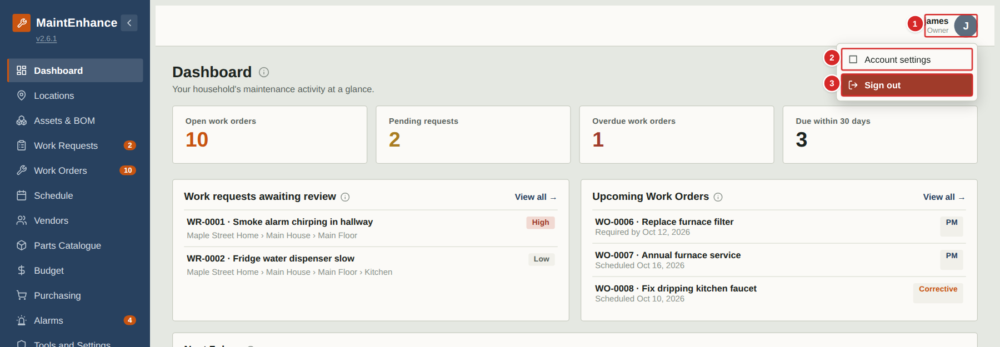 MaintEnhance
v2.6.1
Dashboard
Locations
Assets & BOM
Work Requests 2
Work Orders 10
Schedule
Vendors
Parts Catalogue
Budget
Purchasing
Alarms 4
Tools and Settings
1
James
Owner
J
2
Account settings
3
Sign out
Dashboard
Your household's maintenance activity at a glance.
Open work orders
10
Pending requests
2
Overdue work orders
1
Due within 30 days
3
Work requests awaiting review
View all →
WR-0001 · Smoke alarm chirping in hallway
High
Maple Street Home › Main House › Main Floor
WR-0002 · Fridge water dispenser slow
Low
Maple Street Home › Main House › Main Floor › Kitchen
Upcoming Work Orders
View all →
WO-0006 · Replace furnace filter
PM
Required by Oct 12, 2026
WO-0007 · Annual furnace service
PM
Scheduled Oct 16, 2026
WO-0008 · Fix dripping kitchen faucet
Corrective
Scheduled Oct 10, 2026